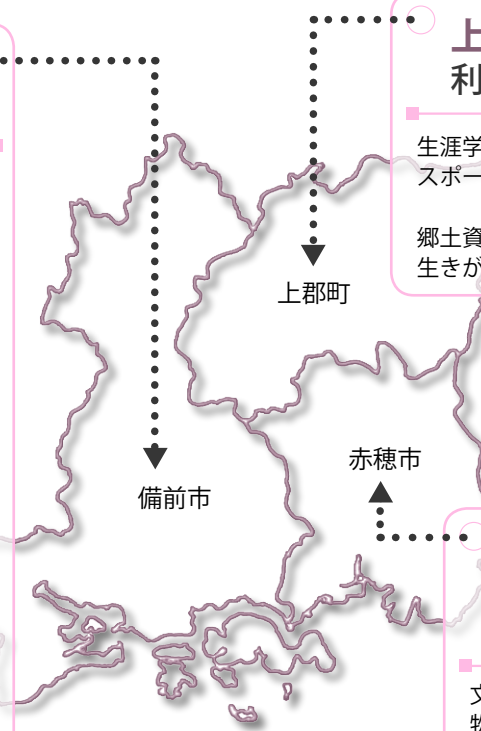 上
利
生涯学
スポー
郷土資
生きが
上郡町
赤穂市
備前市
文
物